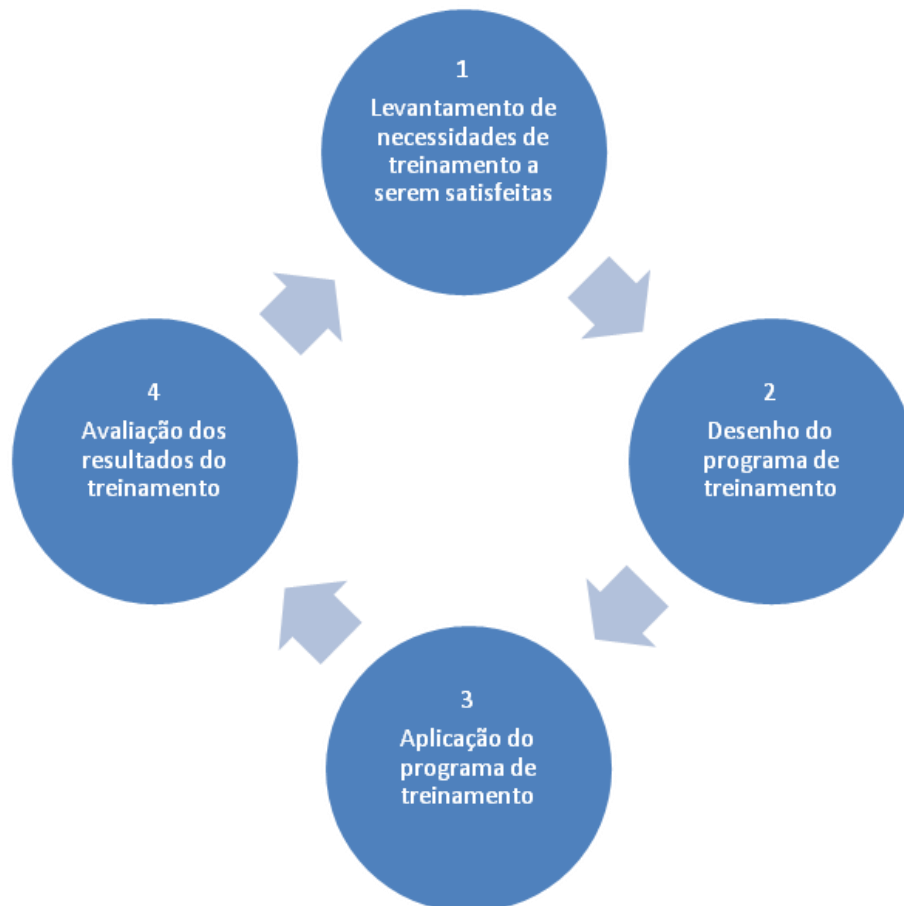 1
Levantamento de
necessidades de
treinamento a
serem satisfeitas
2
Desenho do
programa de
treinamento
3
Aplicação do
programa de
treinamento
4
Avaliação dos
resultados do
treinamento